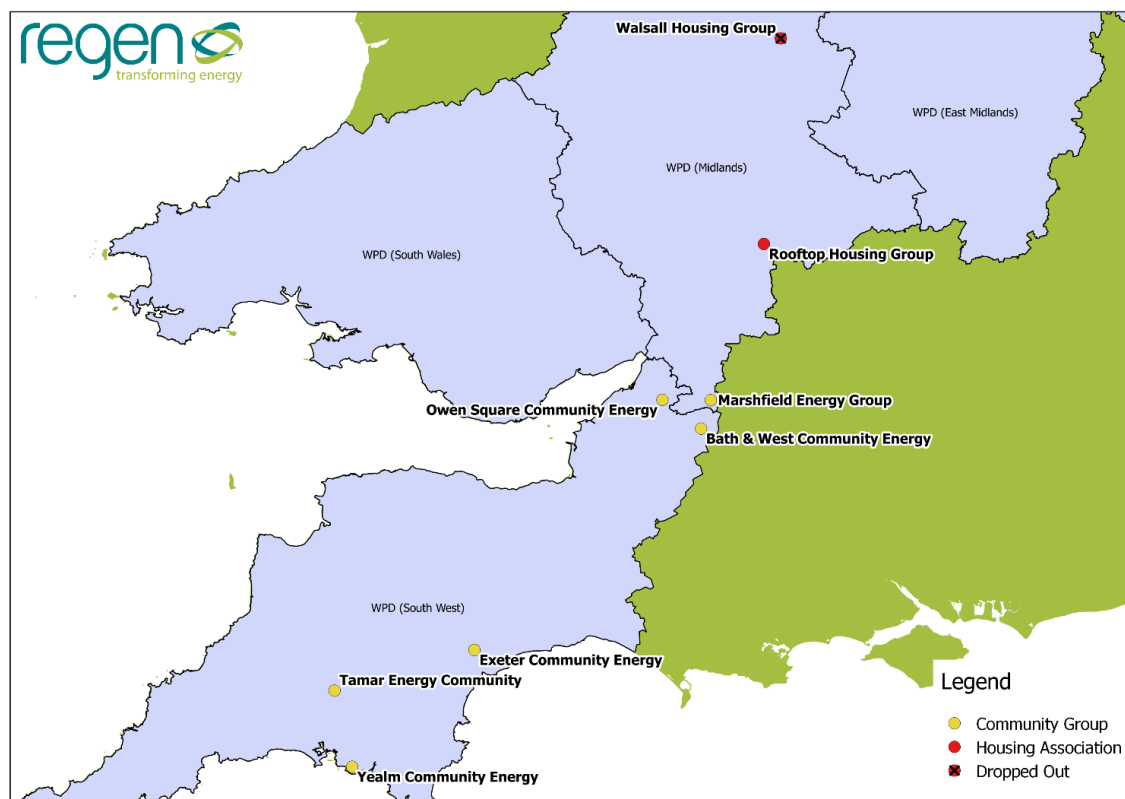 regen
transforming energy
Walsall Housing Group
WPD (East Midlands)
WPD (Midlands)
WPD (South Wales)
Rooftop Housing Group
Owen Square Community Energy
Marshfield Energy Group
Bath & West Community Energy
WPD (South West)
Exeter Community Energy
Tamar Energy Community
Yealm Community Energy
Legend
Community Group
Housing Association
Dropped Out